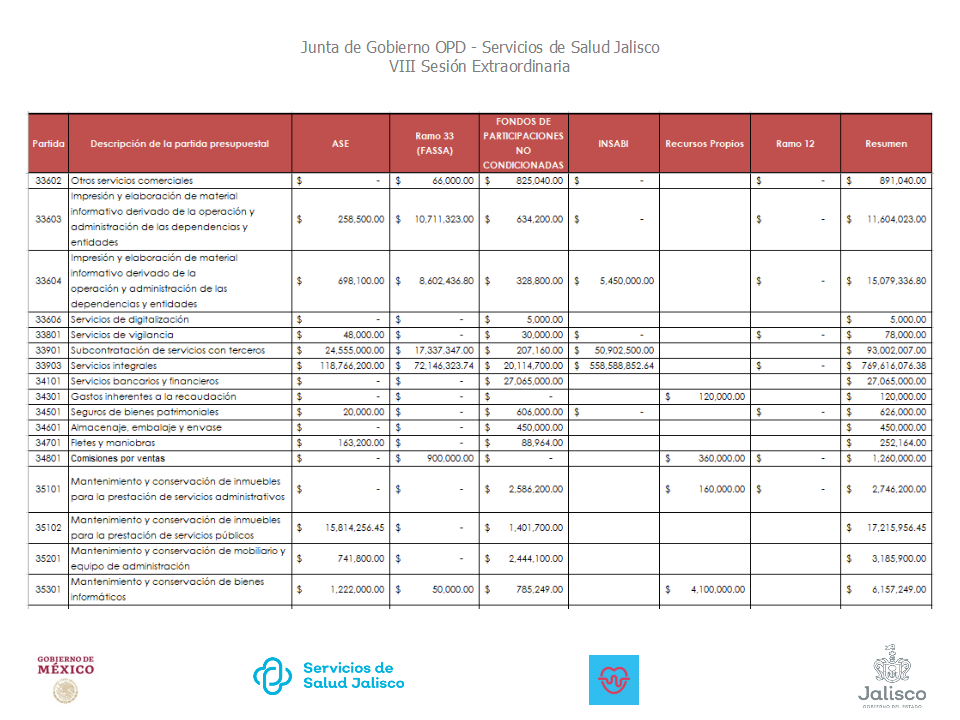 Junta de Gobierno OPD - Servicios de Salud Jalisco
VIII Sesión Extraordinaria
Partida Descripción de la partida presupuestal ASE Ramo 33 (FASSA) FONDOS DE PARTICIPACIONES NO CONDICIONADAS INSABI Recursos Propios Ramo 12 Resumen
33602 Otros servicios comerciales $ - $ 66,000.00 $ 825,040.00 $ - $ - $ 891,040.00
Impresión y elaboración de material
informativo derivado de la operación y
33603 administración de las dependencias y $ 258,500.00 $ 10,711,323.00 $ 634,200.00 $ - $ - $ 11,604,023.00
entidades
Impresión y elaboración de material
informativo derivado de la
33604 operación y administración de las $ 698,100.00 $ 8,602,436.80 $ 328,800.00 $ 5,450,000.00 $ - $ 15,079,336.80
dependencias y entidades
33606 Servicios de digitalización $ - $ - $ 5,000.00 $ 5,000.00
33801 Servicios de vigilancia $ 48,000.00 $ - $ 30,000.00 $ - $ - $ 78,000.00
33901 Subcontratación de servicios con terceros $ 24,555,000.00 $ 17,337,347.00 $ 207,160.00 $ 50,902,500.00 $ 93,002,007.00
33903 Servicios integrales $ 118,766,200.00 $ 72,146,323.74 $ 20,114,700.00 $ 558,588,852.64 $ - $ 769,616,076.38
34101 Servicios bancarios y financieros $ - $ - $ 27,065,000.00 $ 27,065,000.00
34301 Gastos inherentes a la recaudación $ - $ - $ - $ 120,000.00 $ 120,000.00
34501 Seguros de bienes patrimoniales $ 20,000.00 $ - $ 606,000.00 $ - $ - $ 626,000.00
34601 Almacenaje, embalaje y envase $ - $ - $ 450,000.00 $ 450,000.00
34701 Fletes y maniobras $ 163,200.00 $ - $ 88,964.00 $ 252,164.00
34801 Comisiones por ventas $ - $ 900,000.00 $ - $ 360,000.00 $ - $ 1,260,000.00
35101 Mantenimiento y conservación de inmuebles
para la prestación de servicios administrativos $ - $ - $ 2,586,200.00 $ 160,000.00 $ - $ 2,746,200.00
35102 Mantenimiento y conservación de inmuebles
para la prestación de servicios públicos $ 15,814,256.45 $ - $ 1,401,700.00 $ 17,215,956.45
35201 Mantenimiento y conservación de mobiliario y
equipo de administración $ 741,800.00 $ - $ 2,444,100.00 $ 3,185,900.00
35301 Mantenimiento y conservación de bienes
informáticos $ 1,222,000.00 $ 50,000.00 $ 785,249.00 $ 4,100,000.00 $ 6,157,249.00
GOBIERNO DE
MÉXICO
Servicios de
Salud Jalisco
Jalisco
GOBIERNO DEL ESTADO